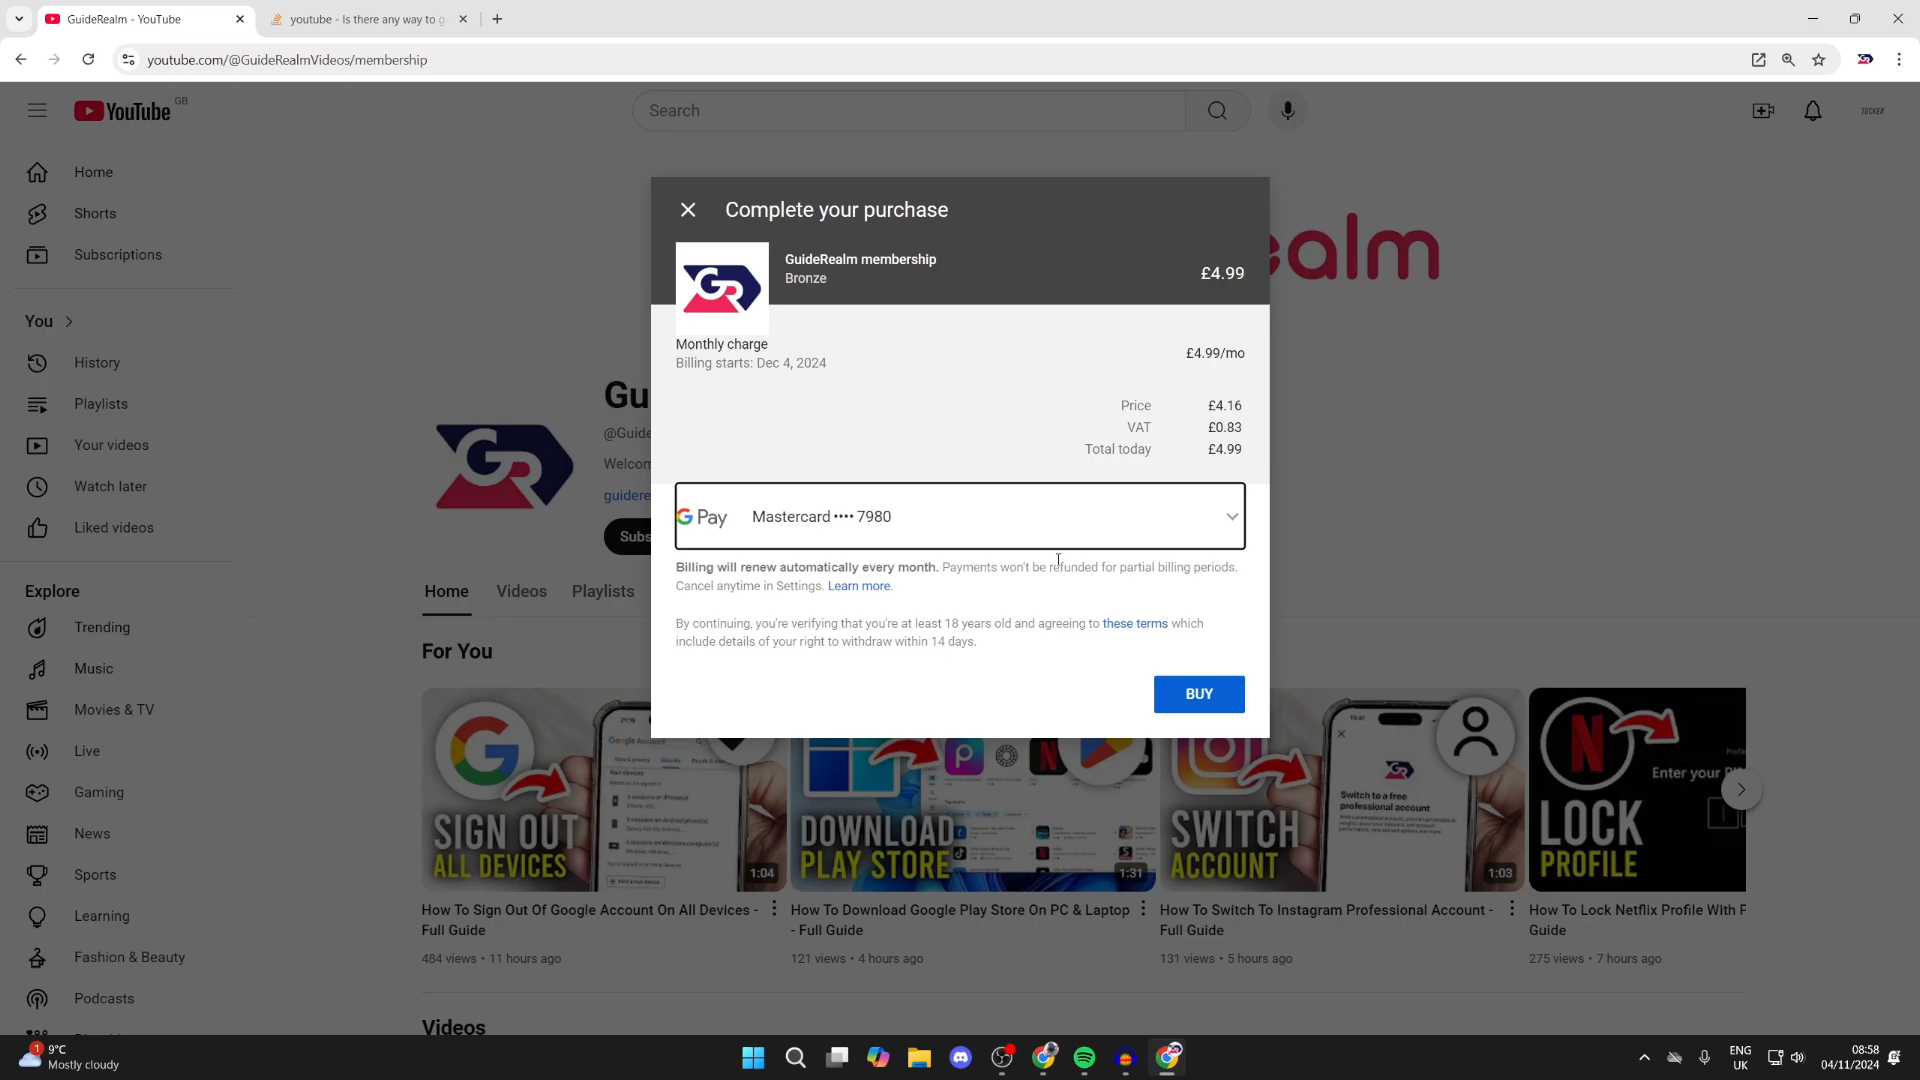 GuideRealm - YouTube
youtube - Is there any way to g
youtube.com/@GuideRealmVideos/membership
YouTube GB
Search
TUCKER
Home
Shorts
Subscriptions
You
History
Playlists
Your videos
Watch later
Liked videos
Explore
Trending
Music
Movies & TV
Live
Gaming
News
Sports
Learning
Fashion & Beauty
Podcasts
ealm
Gu
@Guide
Welcom
guidere
Subs
Home Videos Playlists
For You
Complete your purchase
GR
GuideRealm membership
Bronze
£4.99
Monthly charge
Billing starts: Dec 4, 2024
£4.99/mo
Price £4.16
VAT £0.83
Total today £4.99
G Pay Mastercard •••• 7980
Billing will renew automatically every month. Payments won't be refunded for partial billing periods.
Cancel anytime in Settings. Learn more.
By continuing, you're verifying that you're at least 18 years old and agreeing to these terms which
include details of your right to withdraw within 14 days.
BUY
SIGN OUT
ALL DEVICES
1:04
DOWNLOAD
PLAY STORE
1:31
Switch to a free
professional account
SWITCH
ACCOUNT
1:03
Enter your
LOCK
PROFILE
How To Sign Out Of Google Account On All Devices -
Full Guide
484 views • 11 hours ago
How To Download Google Play Store On PC & Laptop
- Full Guide
121 views • 4 hours ago
How To Switch To Instagram Professional Account -
Full Guide
131 views • 5 hours ago
How To Lock Netflix Profile With P
Guide
275 views • 7 hours ago
Videos
1
9°C
Mostly cloudy
ENG
UK
08:58
04/11/2024